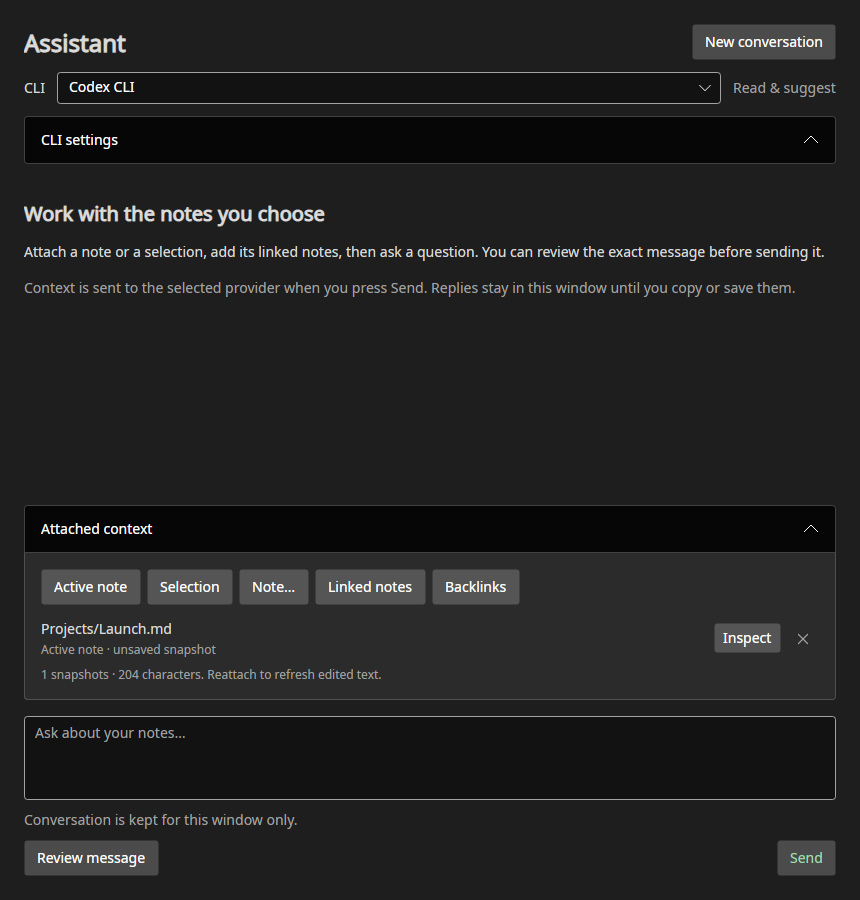 Assistant
New conversation
CLI
Codex CLI
Read & suggest
CLI settings
Work with the notes you choose
Attach a note or a selection, add its linked notes, then ask a question. You can review the exact message before sending it.
Context is sent to the selected provider when you press Send. Replies stay in this window until you copy or save them.
Attached context
Active note
Selection
Note...
Linked notes
Backlinks
Projects/Launch.md
Active note · unsaved snapshot
Inspect
1 snapshots · 204 characters. Reattach to refresh edited text.
Ask about your notes...
Conversation is kept for this window only.
Review message
Send